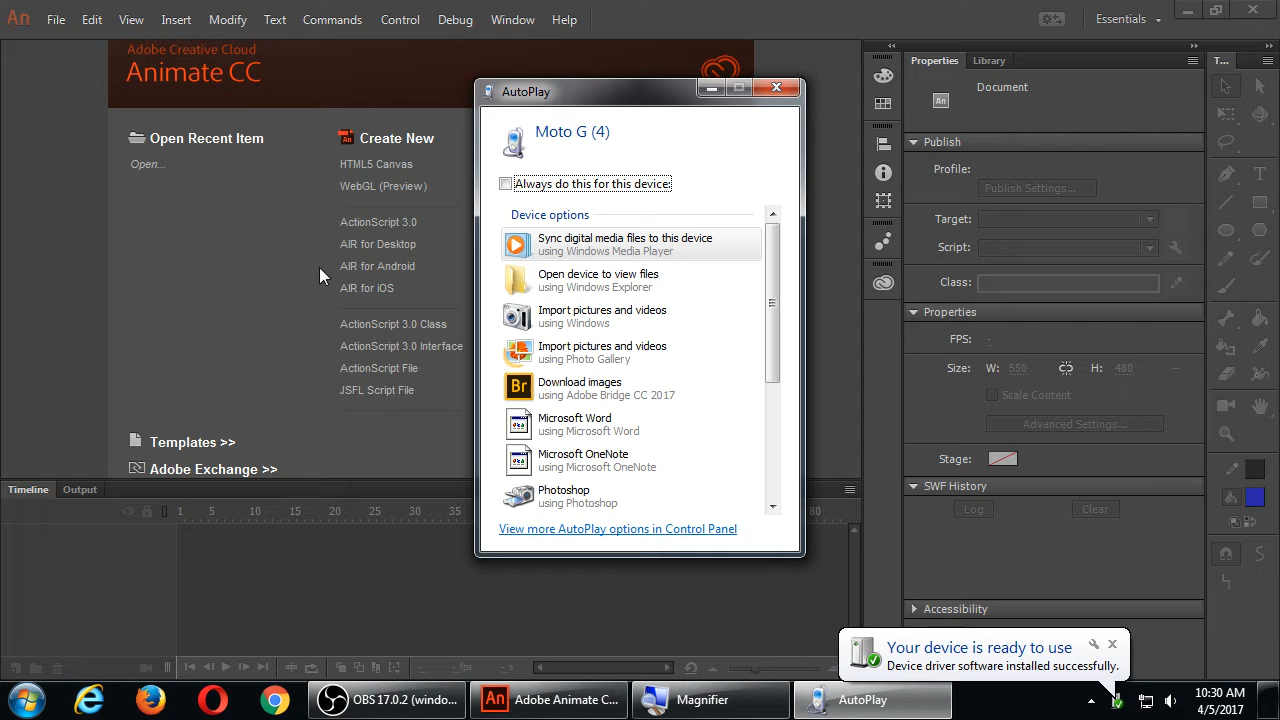 An File Edit View Insert Modify Text Commands Control Debug Window Help Essentials
Adobe Creative Cloud
Animate CC
Open Recent Item
Open...
Create New
HTML5 Canvas
WebGL (Preview)
ActionScript 3.0
AIR for Desktop
AIR for Android
AIR for iOS
ActionScript 3.0 Class
ActionScript 3.0 Interface
ActionScript File
JSFL Script File
Templates >>
Adobe Exchange >>
AutoPlay
Moto G (4)
Always do this for this device:
Device options
Sync digital media files to this device
using Windows Media Player
Open device to view files
using Windows Explorer
Import pictures and videos
using Windows
Import pictures and videos
using Photo Gallery
Br
Download images
using Adobe Bridge CC 2017
Microsoft Word
using Microsoft Word
Microsoft OneNote
using Microsoft OneNote
Photoshop
using Photoshop
View more AutoPlay options in Control Panel
Properties Library
T...
An
Document
Publish
Profile:
Publish Settings...
Target:
Script:
Class:
Properties
FPS: -
Size: W: 550 H: 480 --
Scale Content
Advanced Settings...
Stage:
SWF History
Log Clear
Accessibility
Timeline Output
1 5 10 15 20 25 30 35 80
-- fps -- s
Your device is ready to use
Device driver software installed successfully.
OBS 17.0.2 (windo...
An Adobe Animate C...
Magnifier
AutoPlay
10:30 AM
4/5/2017